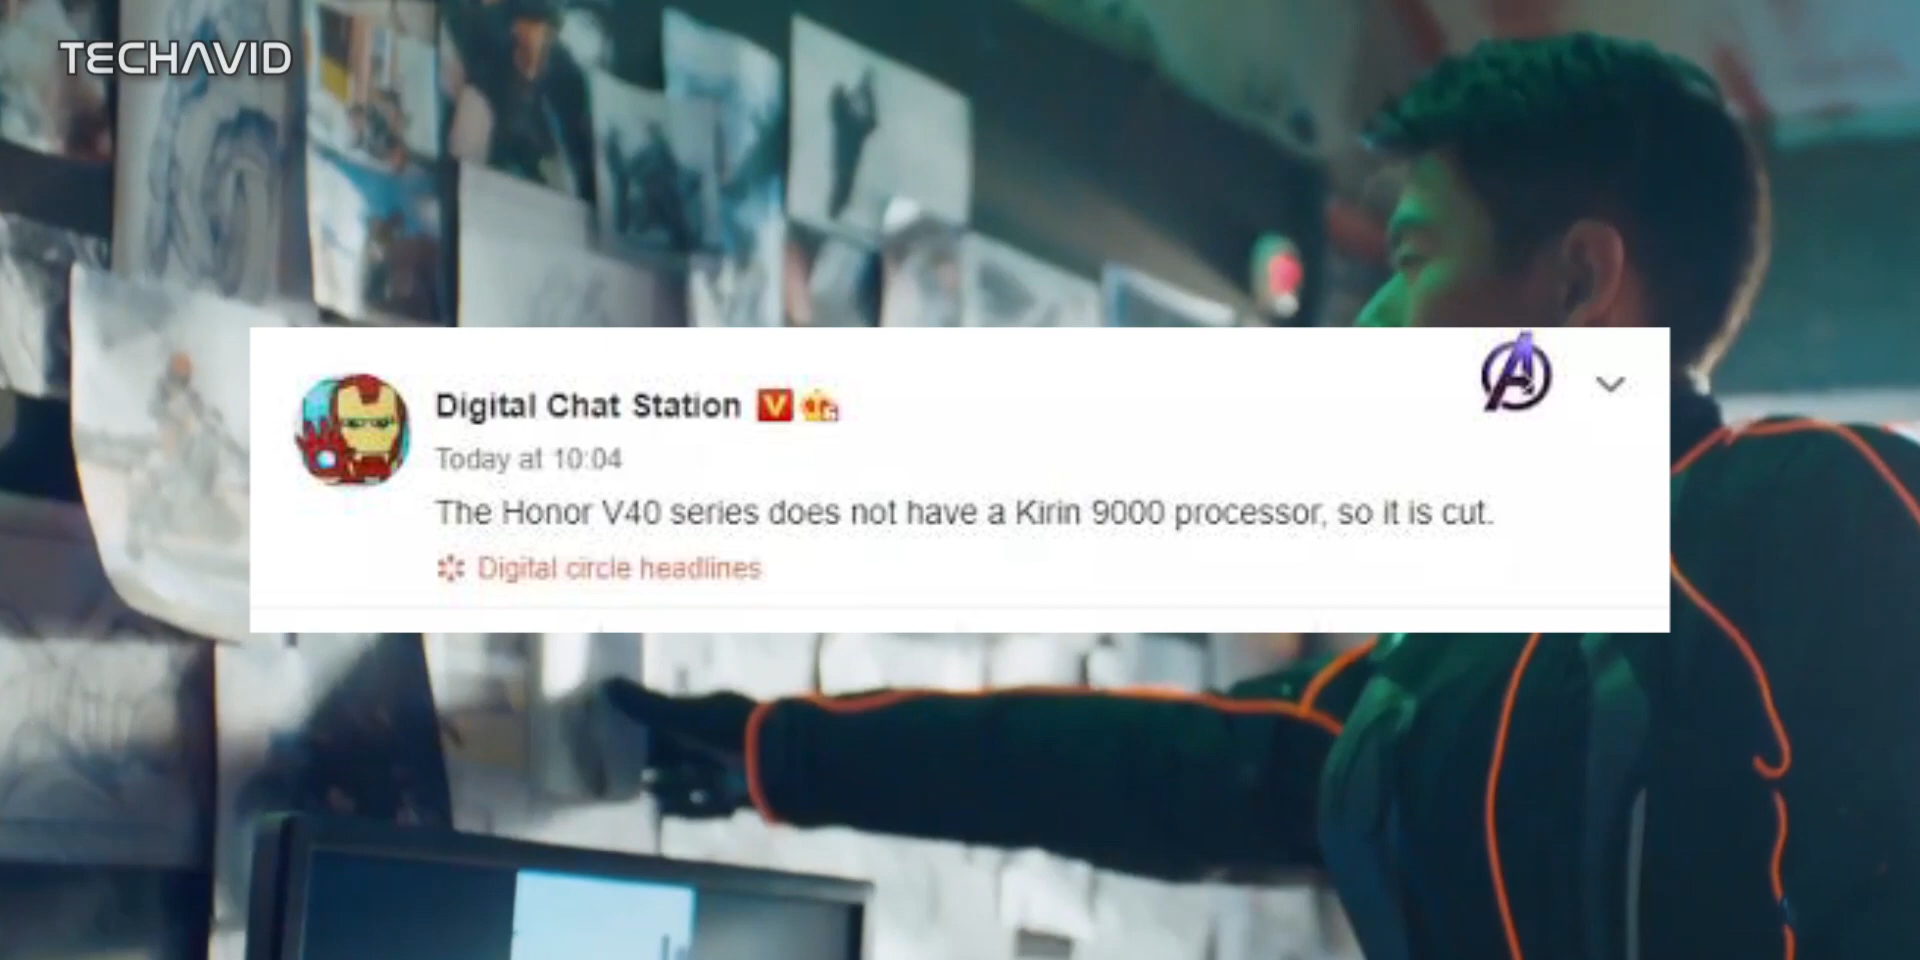 TECHAVID
Digital Chat Station
Today at 10:04
The Honor V40 series does not have a Kirin 9000 processor, so it is cut.
Digital circle headlines